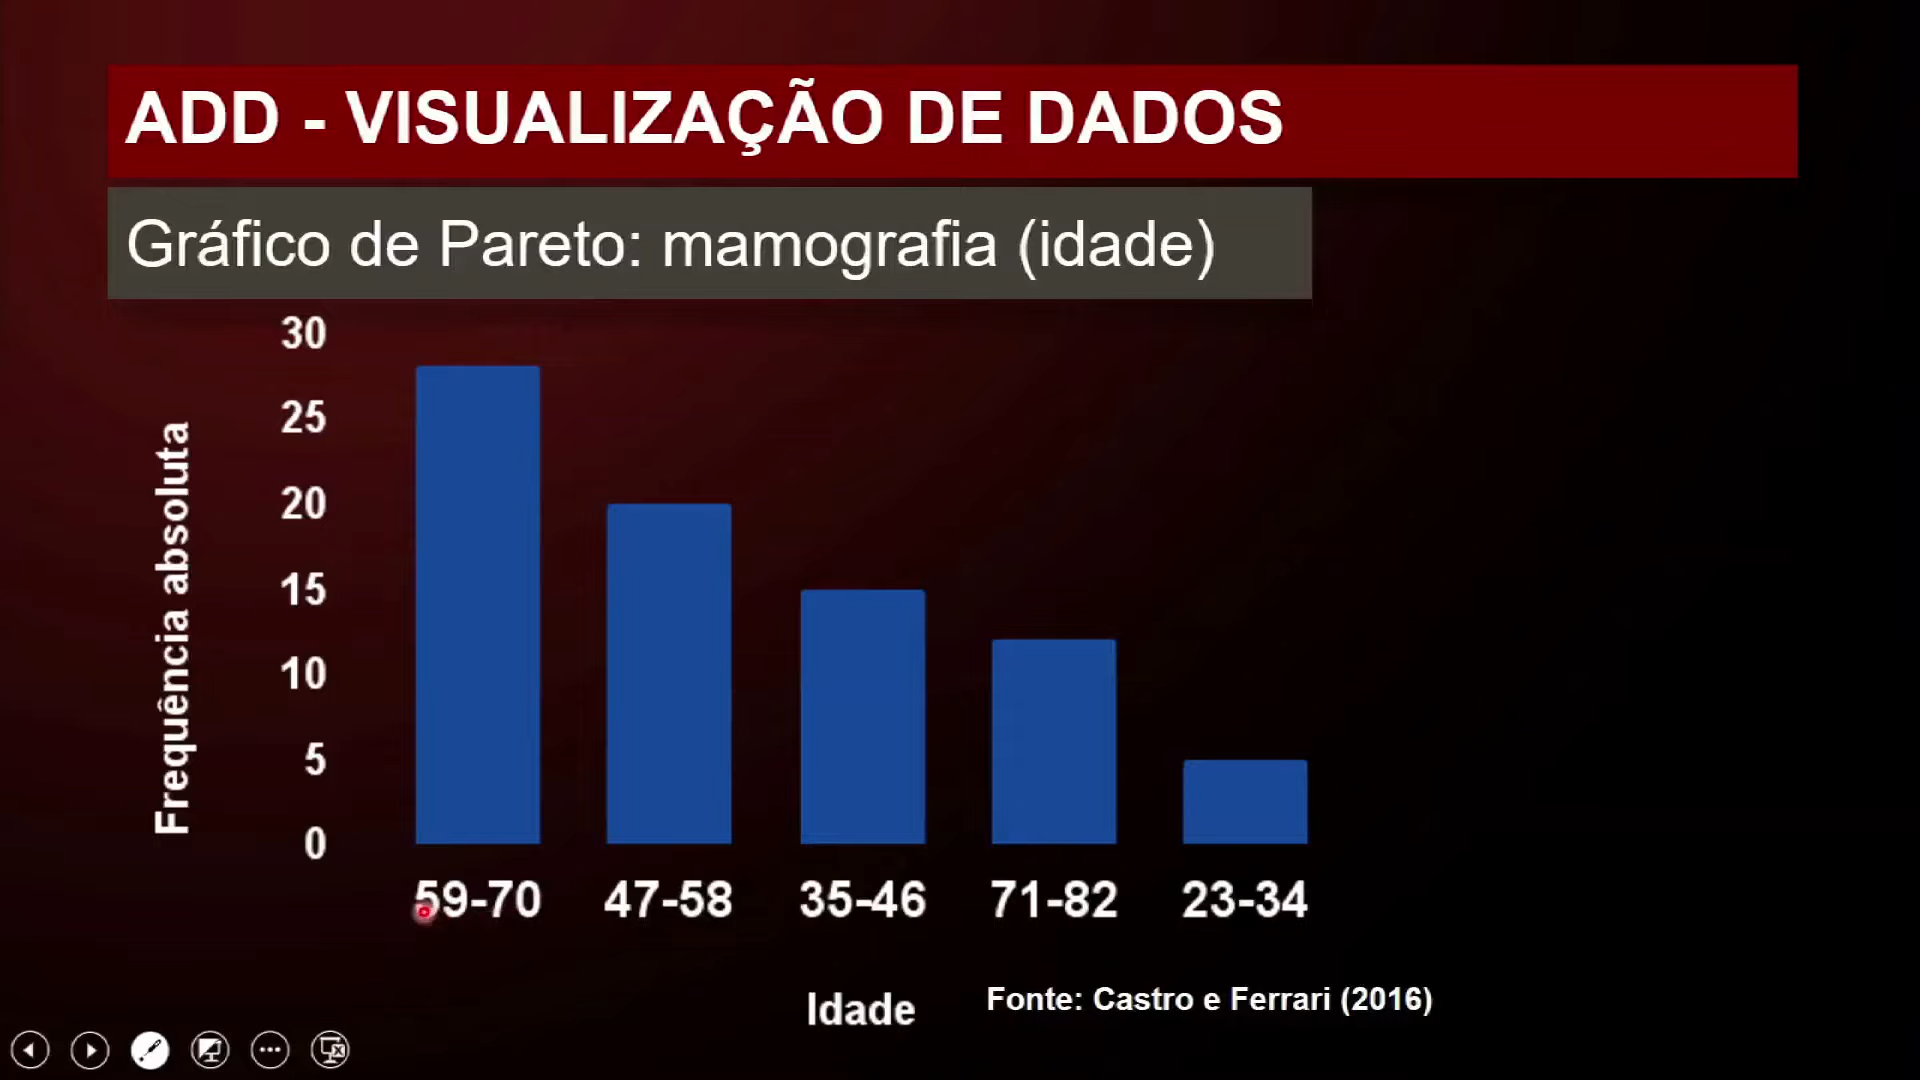 ADD - VISUALIZAÇÃO DE DADOS
Gráfico de Pareto: mamografia (idade)
Frequência absoluta
30
25
20
15
10
5
0
59-70 47-58 35-46 71-82 23-34
Idade
Fonte: Castro e Ferrari (2016)